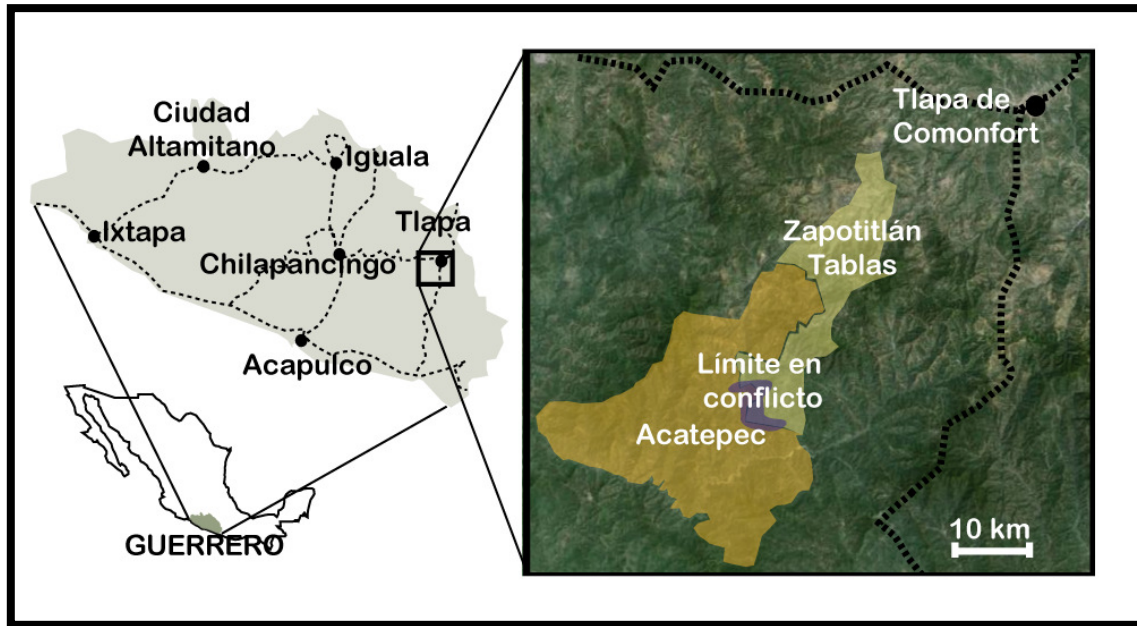 Ciudad
Altamitano
Iguala
Tlapa
Ixtapa
Chilapancingo
Acapulco
GUERRERO
Tlapa de
Comonfort
Zapotitlán
Tablas
Límite en
conflicto
Acatepec
10 km